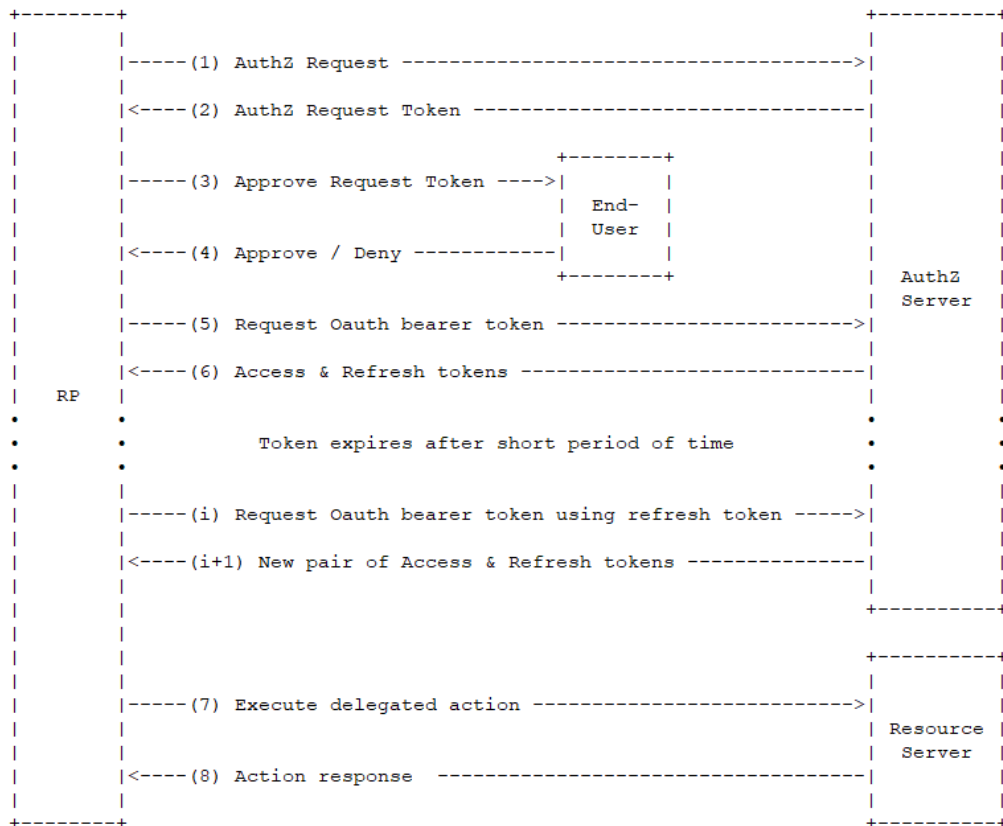 (1) AuthZ Request
(2) AuthZ Request Token
(3) Approve Request Token
End-
User
(4) Approve / Deny
AuthZ
Server
(5) Request Oauth bearer token
(6) Access & Refresh tokens
RP
Token expires after short period of time
(i) Request Oauth bearer token using refresh token
(i+1) New pair of Access & Refresh tokens
(7) Execute delegated action
Resource
Server
(8) Action response